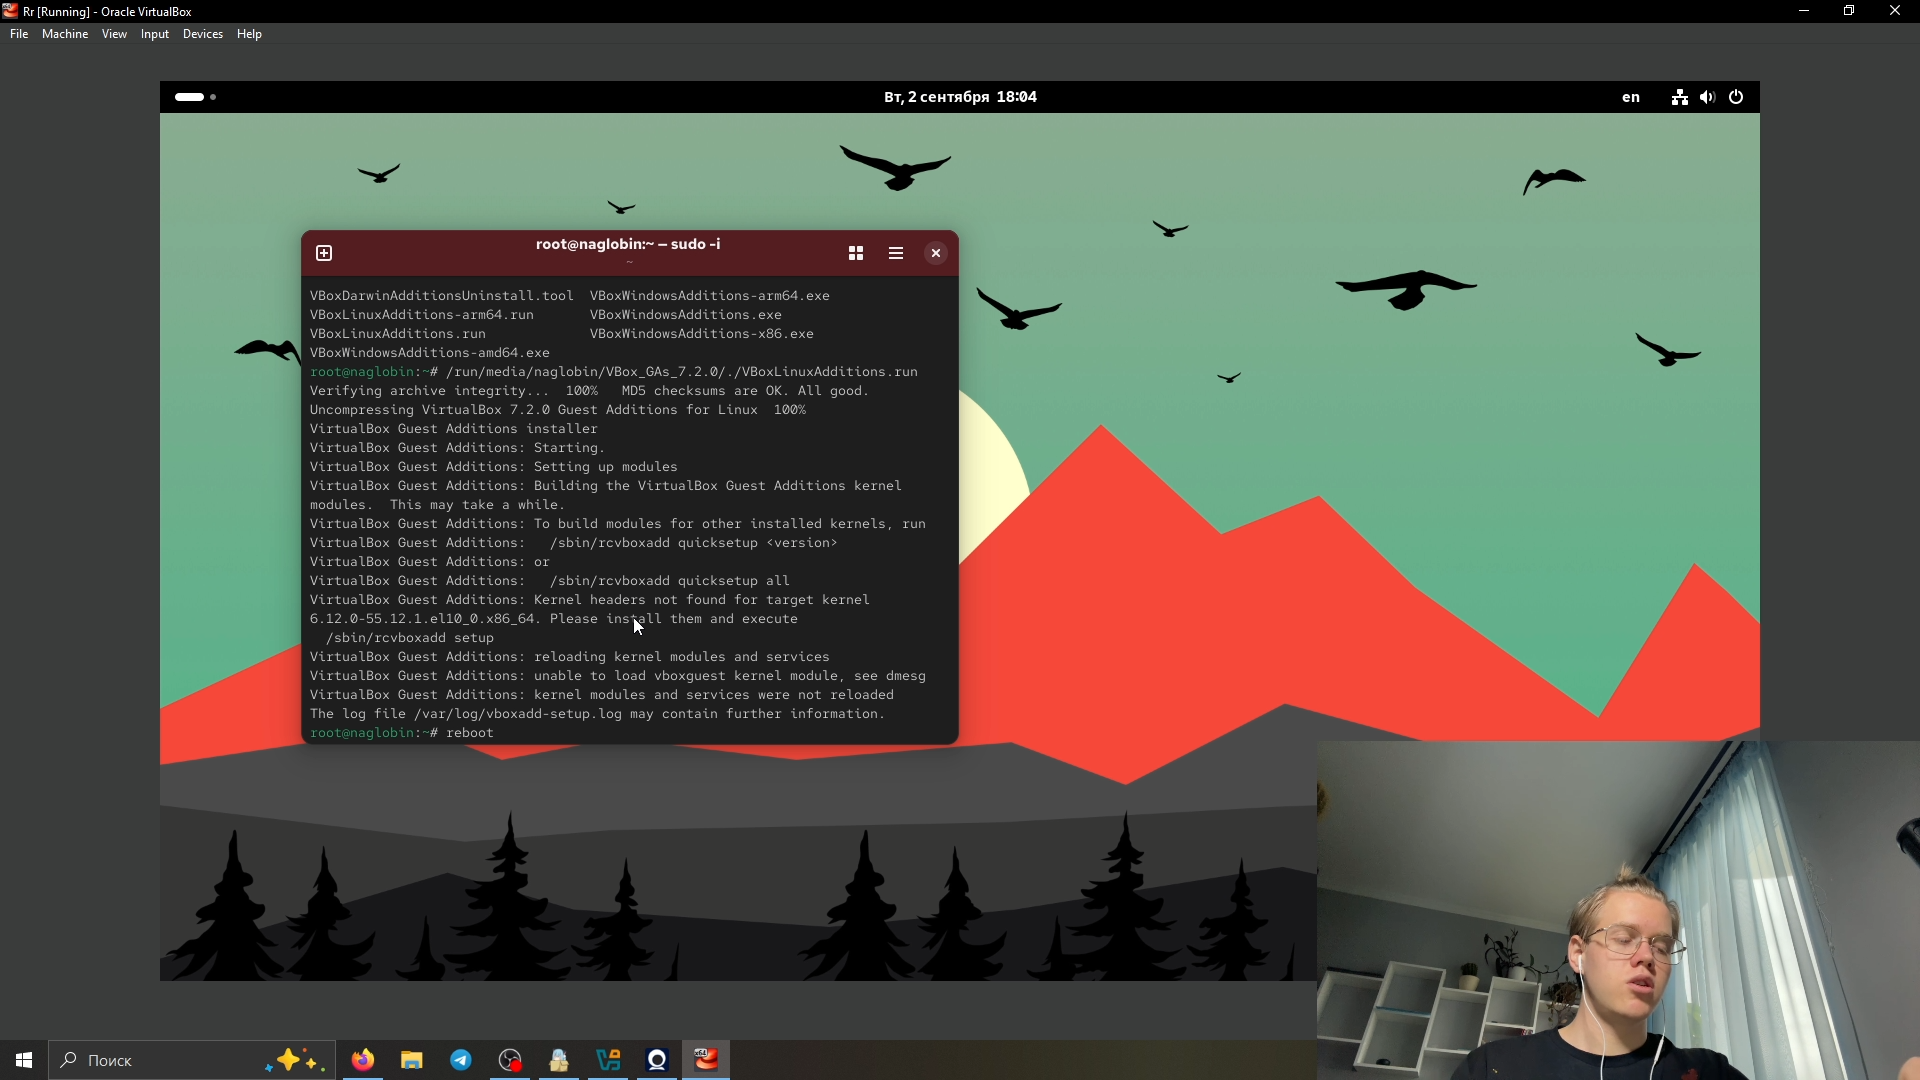 Rr [Running] - Oracle VirtualBox
File Machine View Input Devices Help
Вт, 2 сентября 18:04
en
root@naglobin:~ — sudo -i
~
VBoxDarwinAdditionsUninstall.tool VBoxWindowsAdditions-arm64.exe
VBoxLinuxAdditions-arm64.run VBoxWindowsAdditions.exe
VBoxLinuxAdditions.run VBoxWindowsAdditions-x86.exe
VBoxWindowsAdditions-amd64.exe
root@naglobin:~# /run/media/naglobin/VBox_GAs_7.2.0/./VBoxLinuxAdditions.run
Verifying archive integrity... 100% MD5 checksums are OK. All good.
Uncompressing VirtualBox 7.2.0 Guest Additions for Linux 100%
VirtualBox Guest Additions installer
VirtualBox Guest Additions: Starting.
VirtualBox Guest Additions: Setting up modules
VirtualBox Guest Additions: Building the VirtualBox Guest Additions kernel
modules. This may take a while.
VirtualBox Guest Additions: To build modules for other installed kernels, run
VirtualBox Guest Additions: /sbin/rcvboxadd quicksetup <version>
VirtualBox Guest Additions: or
VirtualBox Guest Additions: /sbin/rcvboxadd quicksetup all
VirtualBox Guest Additions: Kernel headers not found for target kernel
6.12.0-55.12.1.el10_0.x86_64. Please install them and execute
/sbin/rcvboxadd setup
VirtualBox Guest Additions: reloading kernel modules and services
VirtualBox Guest Additions: unable to load vboxguest kernel module, see dmesg
VirtualBox Guest Additions: kernel modules and services were not reloaded
The log file /var/log/vboxadd-setup.log may contain further information.
root@naglobin:~# reboot
Поиск